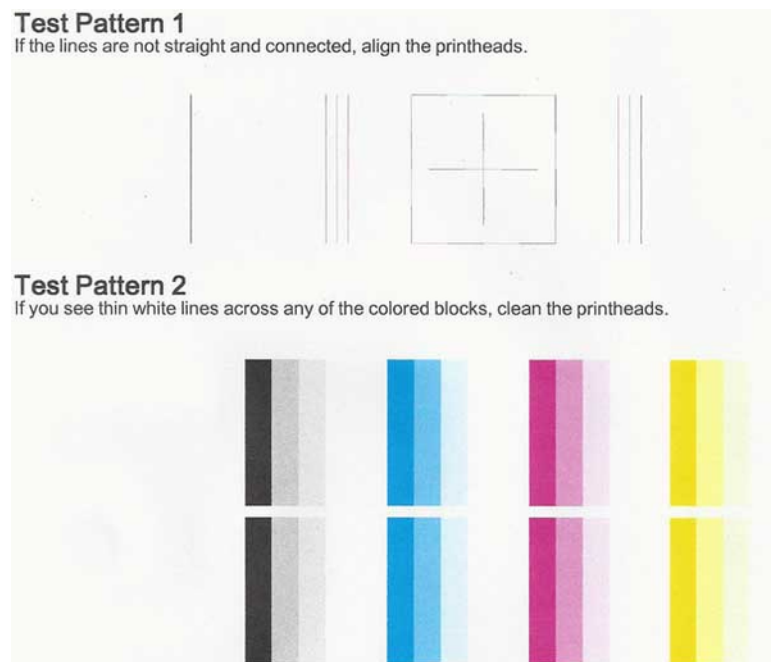 Test Pattern 1
If the lines are not straight and connected, align the printheads.
Test Pattern 2
If you see thin white lines across any of the colored blocks, clean the printheads.